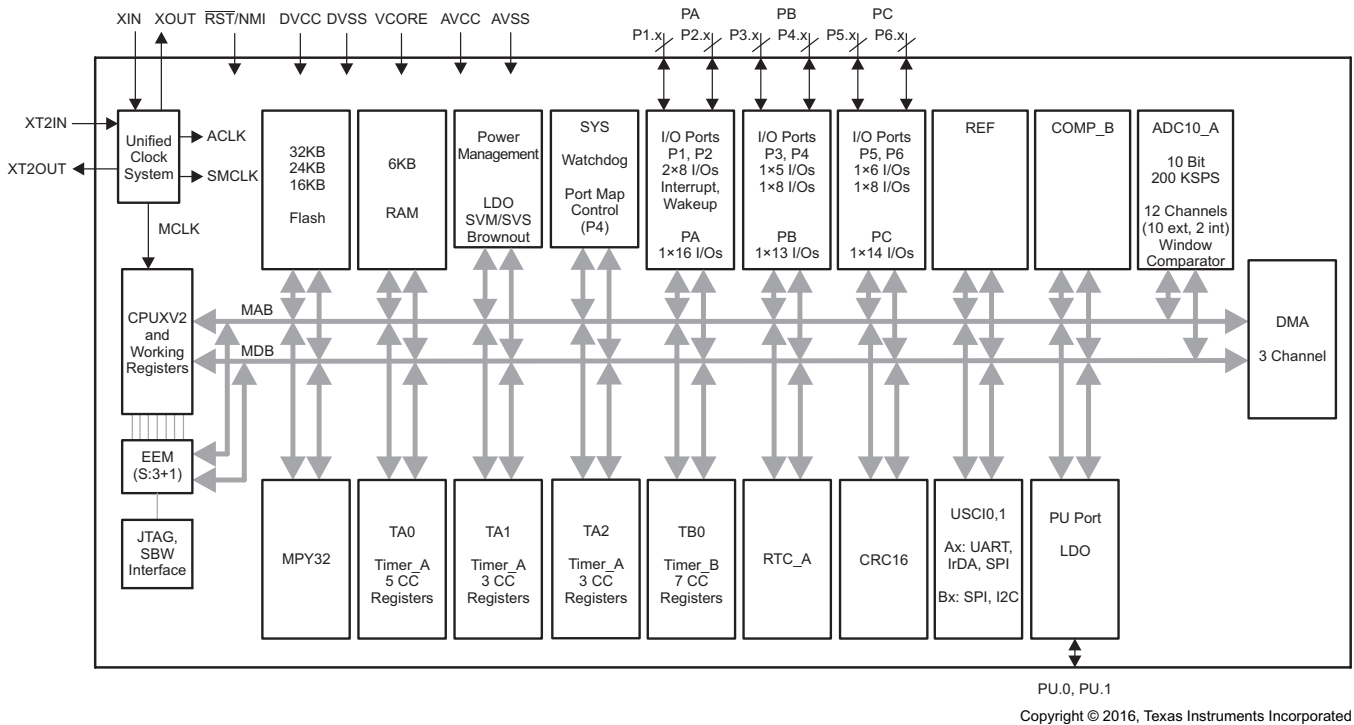 XIN XOUT RST/NMI DVCC DVSS VCORE AVCC AVSS
PA PB PC
P1.x P2.x P3.x P4.x P5.x P6.x
XT2IN
XT2OUT
Unified
Clock
System
ACLK
SMCLK
MCLK
32KB
24KB
16KB
Flash
6KB
RAM
Power
Management
LDO
SVM/SVS
Brownout
SYS
Watchdog
Port Map
Control
(P4)
I/O Ports
P1, P2
2×8 I/Os
Interrupt,
Wakeup
PA
1×16 I/Os
I/O Ports
P3, P4
1×5 I/Os
1×8 I/Os
PB
1×13 I/Os
I/O Ports
P5, P6
1×6 I/Os
1×8 I/Os
PC
1×14 I/Os
REF
COMP_B
ADC10_A
10 Bit
200 KSPS
12 Channels
(10 ext, 2 int)
Window
Comparator
CPUXV2
and
Working
Registers
MAB
MDB
DMA
3 Channel
EEM
(S:3+1)
JTAG,
SBW
Interface
MPY32
TA0
Timer_A
5 CC
Registers
TA1
Timer_A
3 CC
Registers
TA2
Timer_A
3 CC
Registers
TB0
Timer_B
7 CC
Registers
RTC_A
CRC16
USCI0,1
Ax: UART,
IrDA, SPI
Bx: SPI, I2C
PU Port
LDO
PU.0, PU.1
Copyright © 2016, Texas Instruments Incorporated